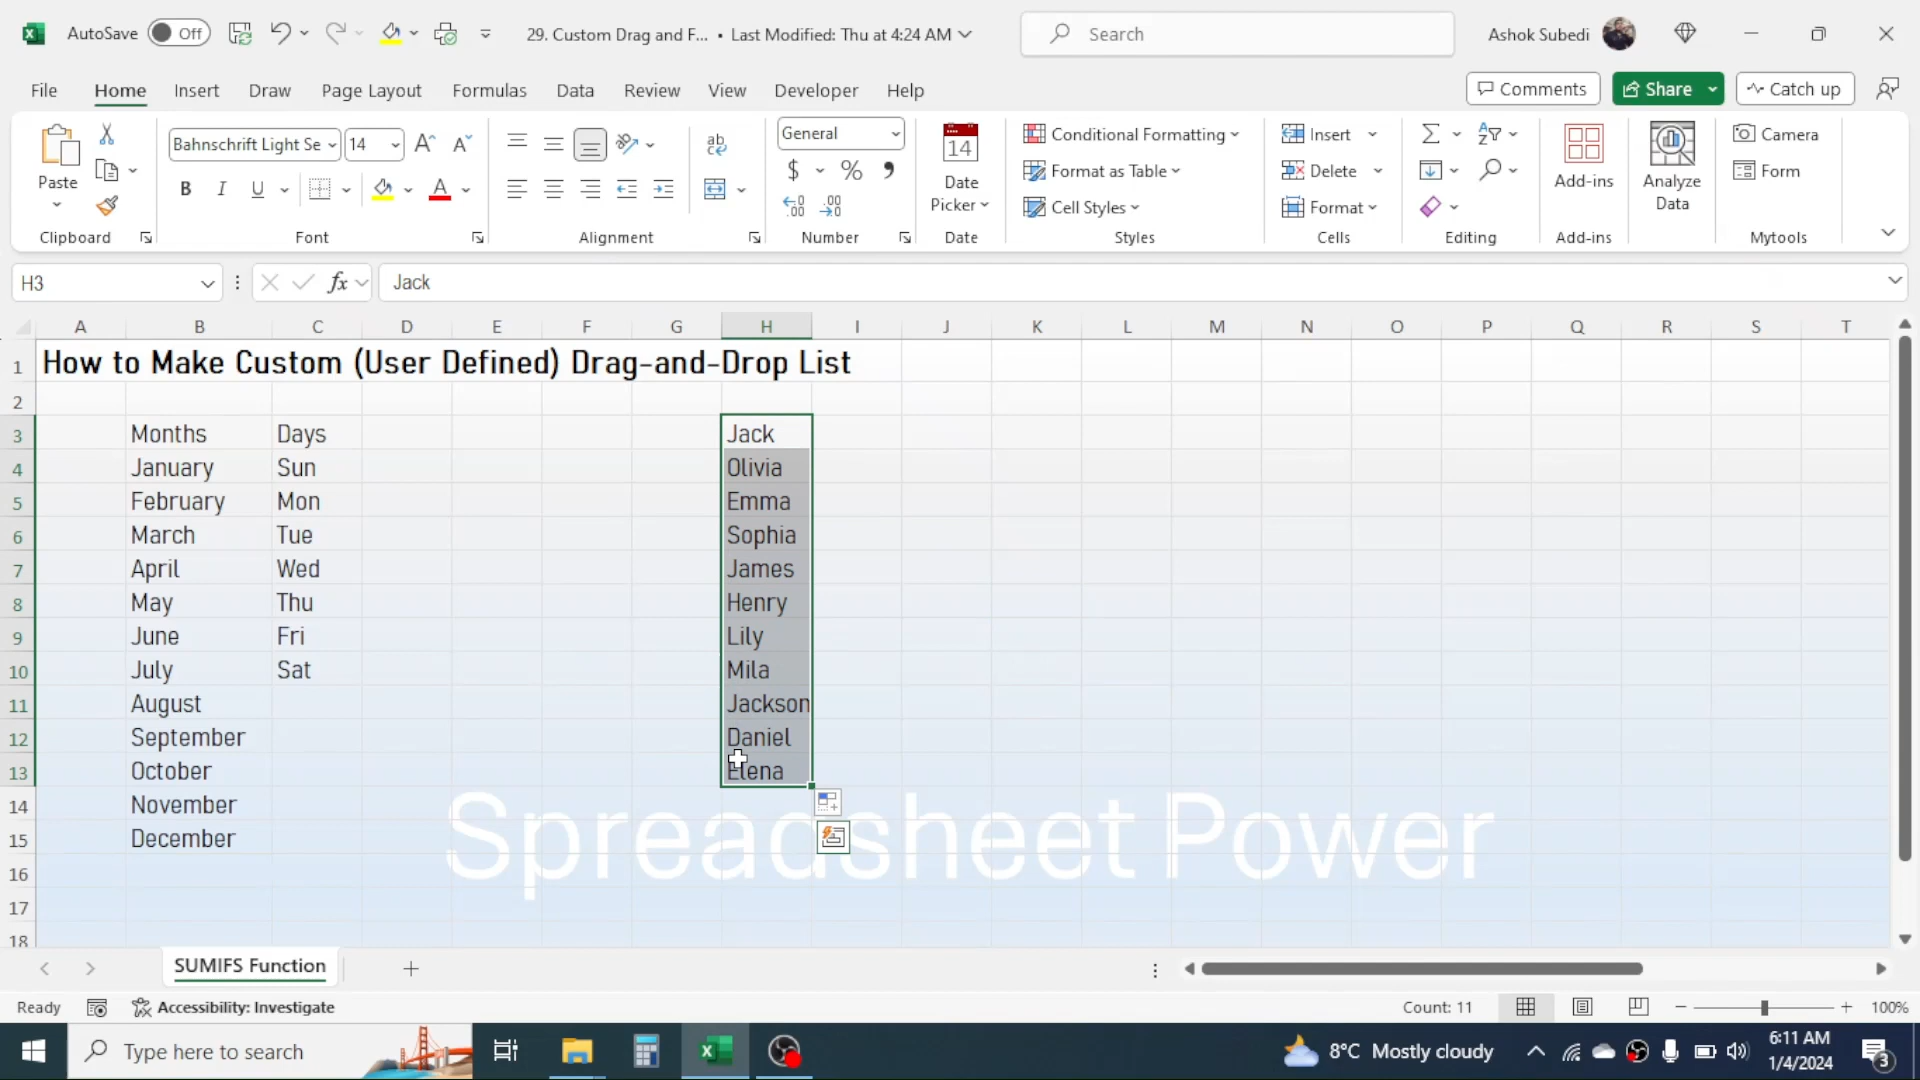 AutoSave Off 29. Custom Drag and F... • Last Modified: Thu at 4:24 AM Search Ashok Subedi
File Home Insert Draw Page Layout Formulas Data Review View Developer Help Comments Share Catch up
Paste Bahnschrift Light Se 14 General Conditional Formatting Insert Camera
B I U A ab $ % 14 Date Picker Format as Table Delete Add-ins Analyze Data Form
Cell Styles Format
Clipboard Font Alignment Number Date Styles Cells Editing Add-ins Mytools
H3 fx Jack
A B C D E F G H I J K L M N O P Q R S T
1 How to Make Custom (User Defined) Drag-and-Drop List
2
3 Months Days Jack
4 January Sun Olivia
5 February Mon Emma
6 March Tue Sophia
7 April Wed James
8 May Thu Henry
9 June Fri Lily
10 July Sat Mila
11 August Jackson
12 September Daniel
13 October Elena
14 November
15 December
Spreadsheet Power
16
17
18
SUMIFS Function
Ready Accessibility: Investigate Count: 11 100%
Type here to search 8°C Mostly cloudy 6:11 AM
1/4/2024 3